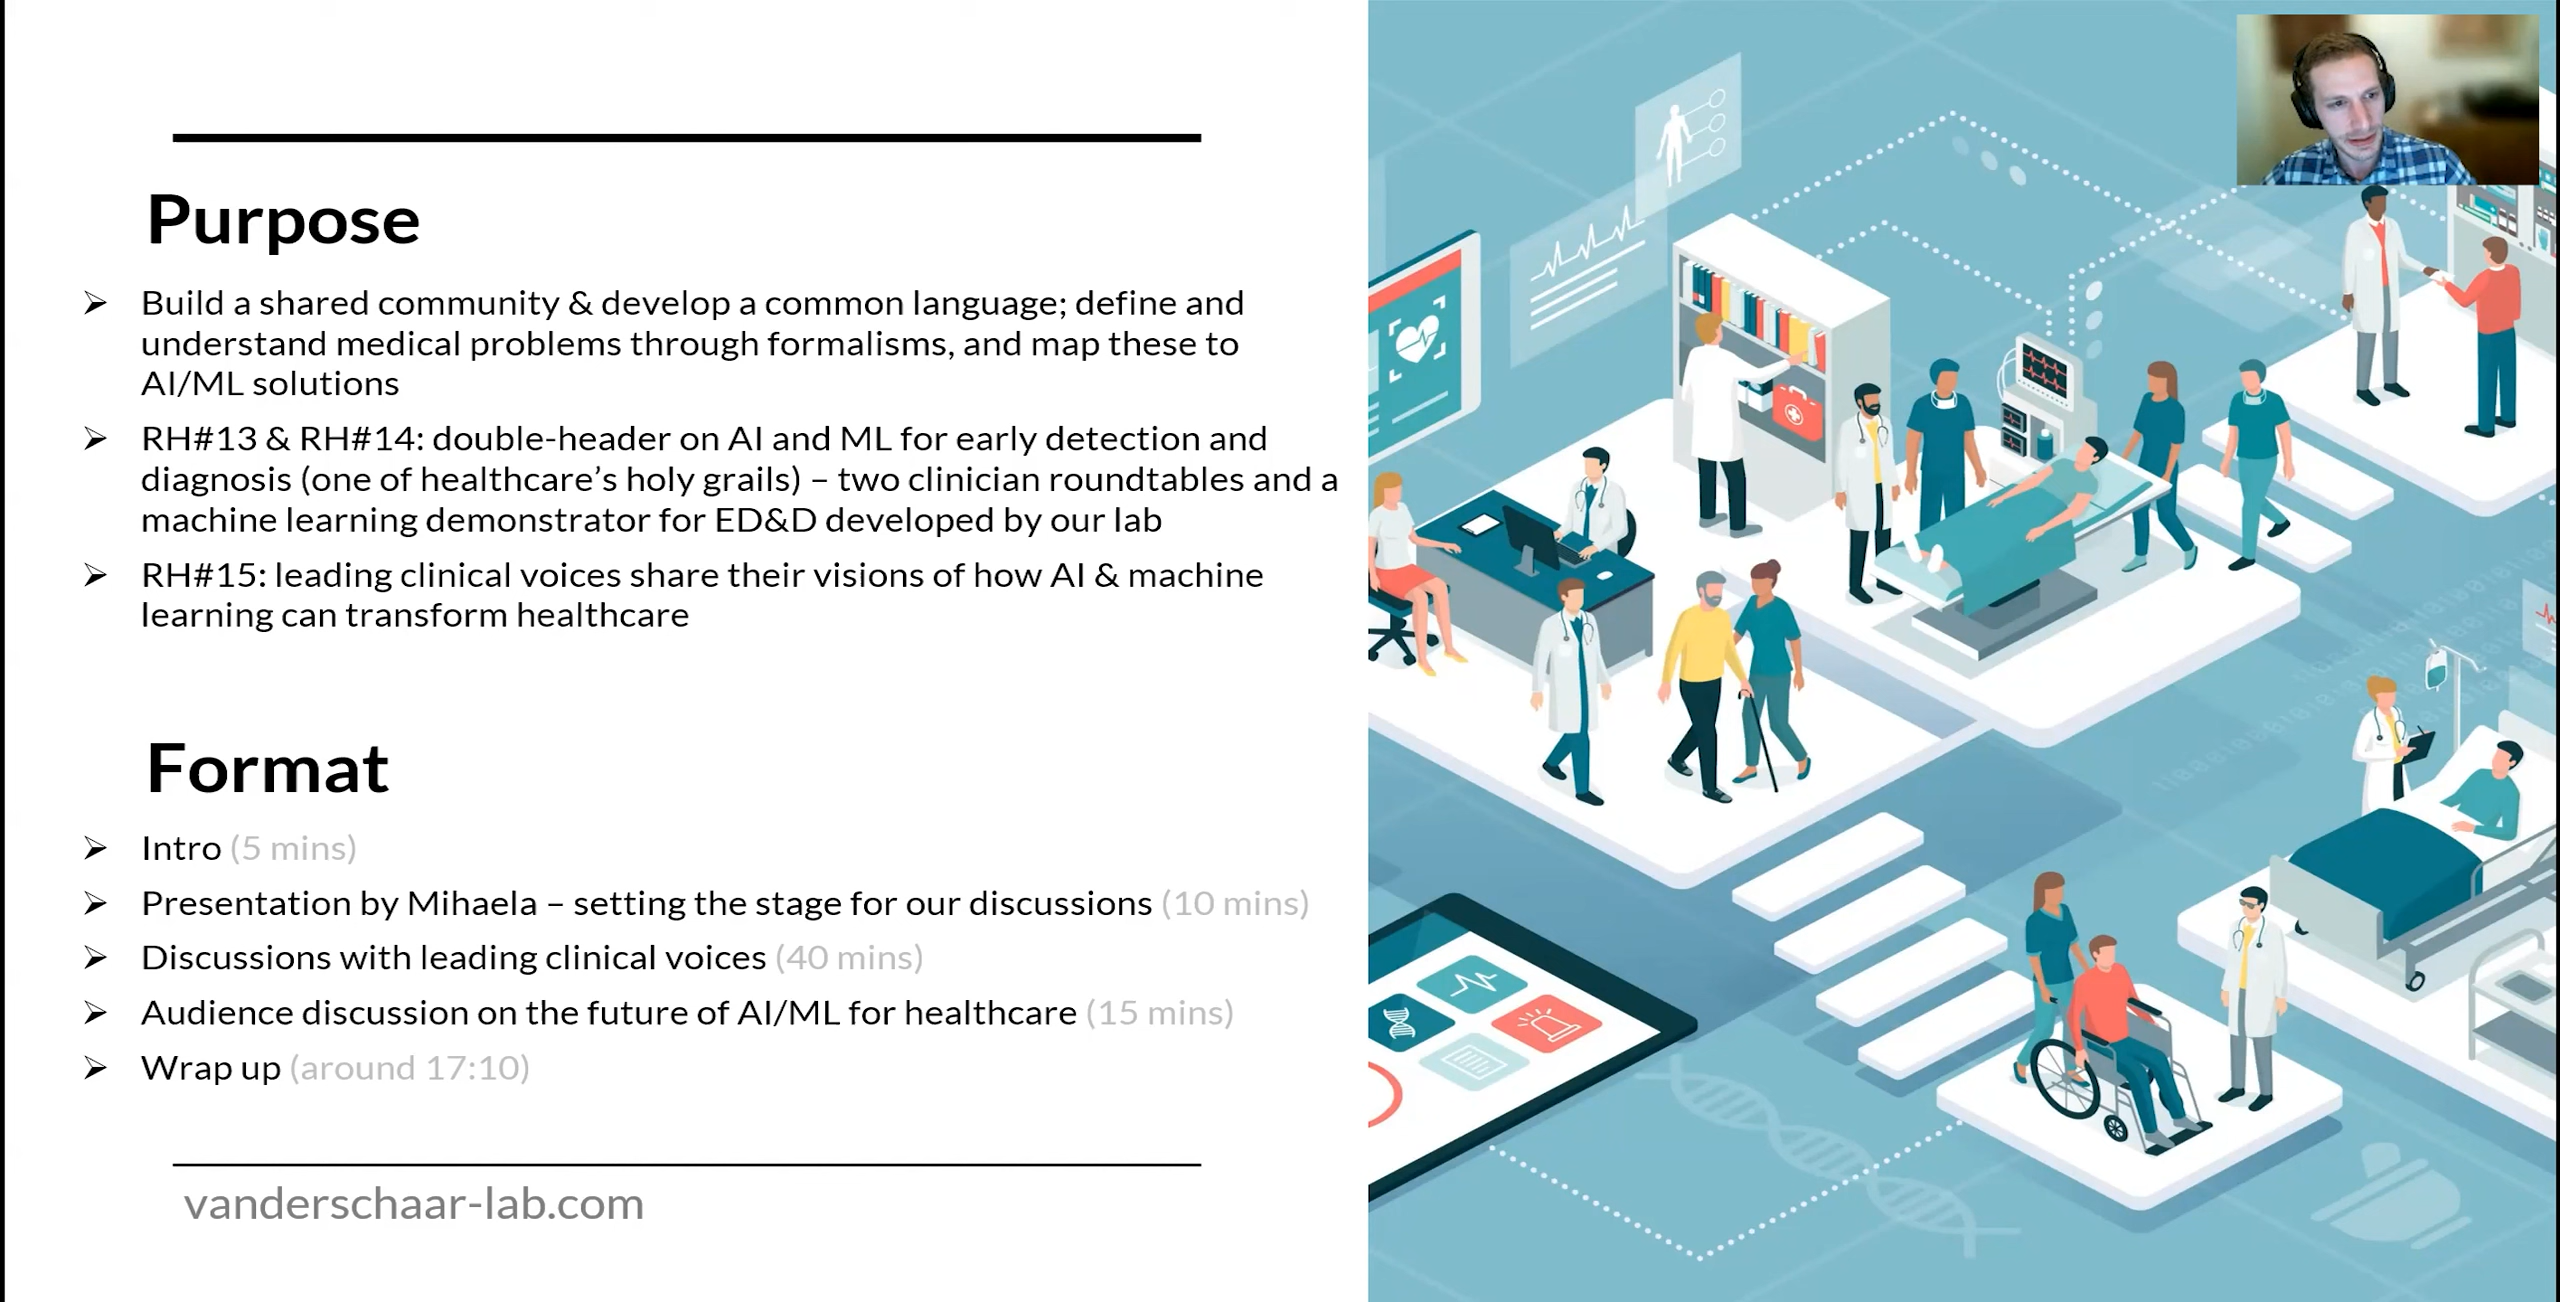 Purpose
➢ Build a shared community & develop a common language; define and
understand medical problems through formalisms, and map these to
AI/ML solutions
➢ RH#13 & RH#14: double-header on AI and ML for early detection and
diagnosis (one of healthcare’s holy grails) – two clinician roundtables and a
machine learning demonstrator for ED&D developed by our lab
➢ RH#15: leading clinical voices share their visions of how AI & machine
learning can transform healthcare
Format
➢ Intro (5 mins)
➢ Presentation by Mihaela – setting the stage for our discussions (10 mins)
➢ Discussions with leading clinical voices (40 mins)
➢ Audience discussion on the future of AI/ML for healthcare (15 mins)
➢ Wrap up (around 17:10)
vanderschaar-lab.com